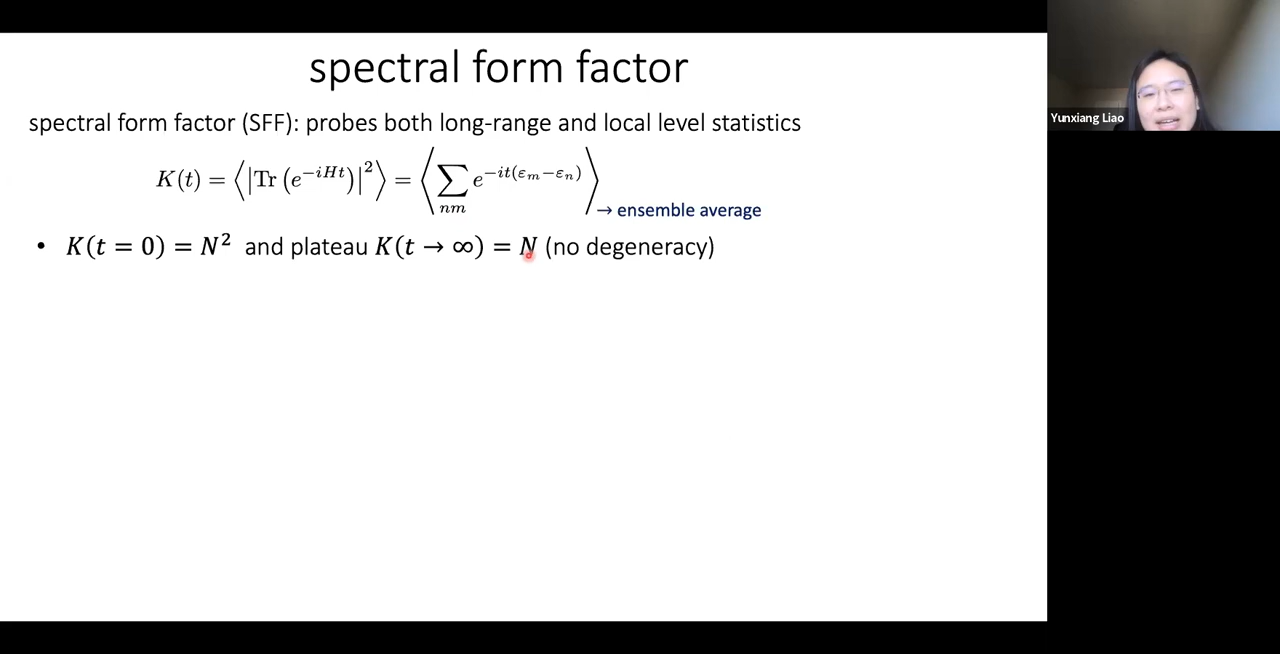 spectral form factor
spectral form factor (SFF): probes both long-range and local level statistics
K(t) = ⟨|Tr (e^{-iHt})|^2⟩ = ⟨∑_{nm} e^{-it(ε_m-ε_n)}⟩
→ ensemble average
• K(t = 0) = N^2 and plateau K(t → ∞) = N (no degeneracy)
Yunxiang Liao